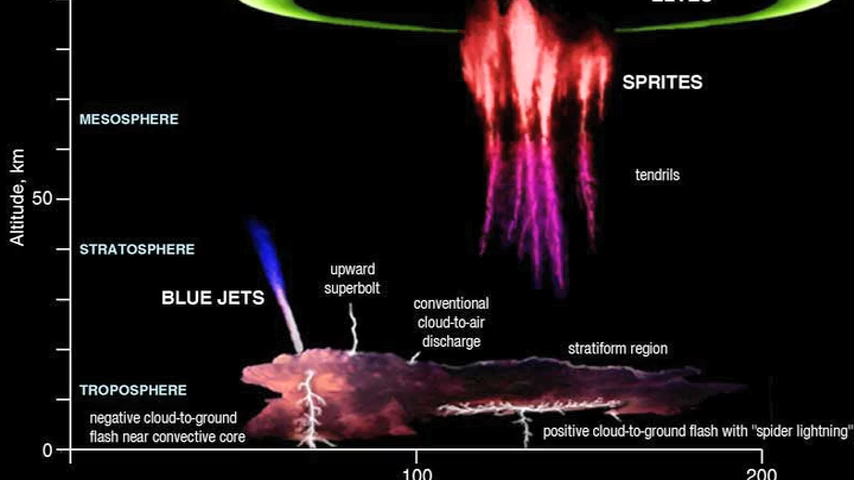 SPRITES
MESOSPHERE
tendrils
Altitude, km
50
STRATOSPHERE
upward
superbolt
BLUE JETS
conventional
cloud-to-air
discharge
stratiform region
TROPOSPHERE
negative cloud-to-ground
flash near convective core
positive cloud-to-ground flash with "spider lightning"
0
100
200